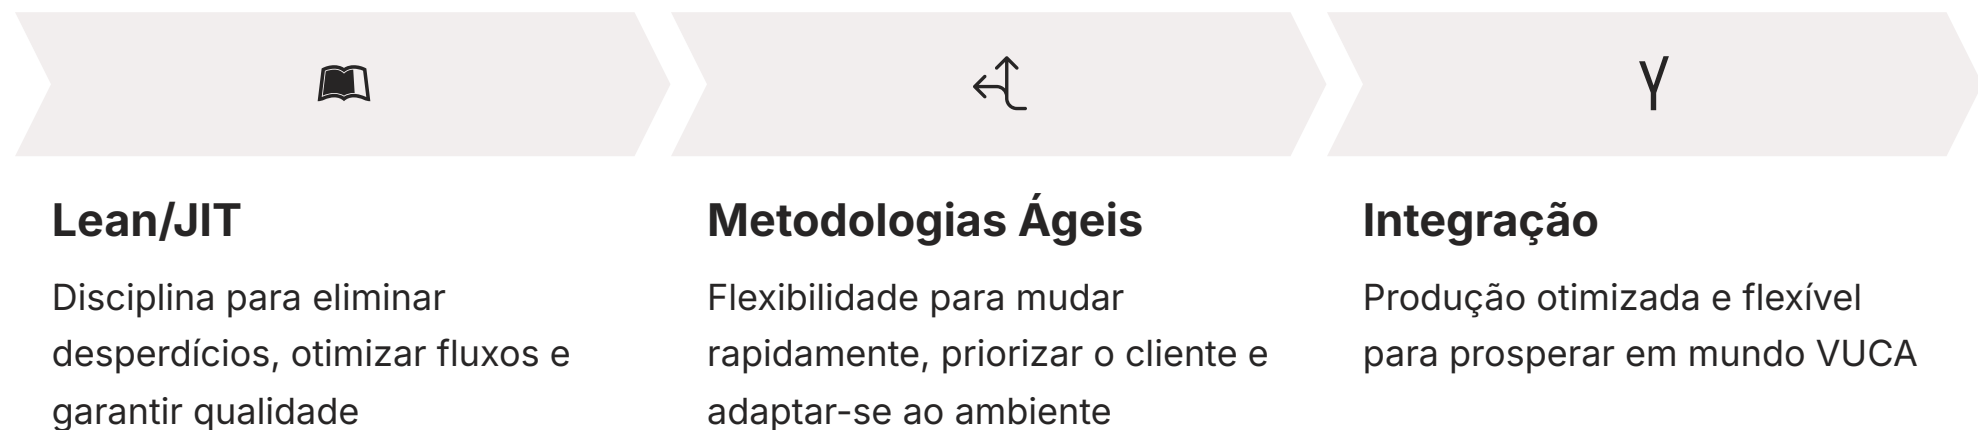 Lean/JIT
Disciplina para eliminar
desperdícios, otimizar fluxos e
garantir qualidade
Metodologias Ágeis
Flexibilidade para mudar
rapidamente, priorizar o cliente e
adaptar-se ao ambiente
Integração
Produção otimizada e flexível
para prosperar em mundo VUCA